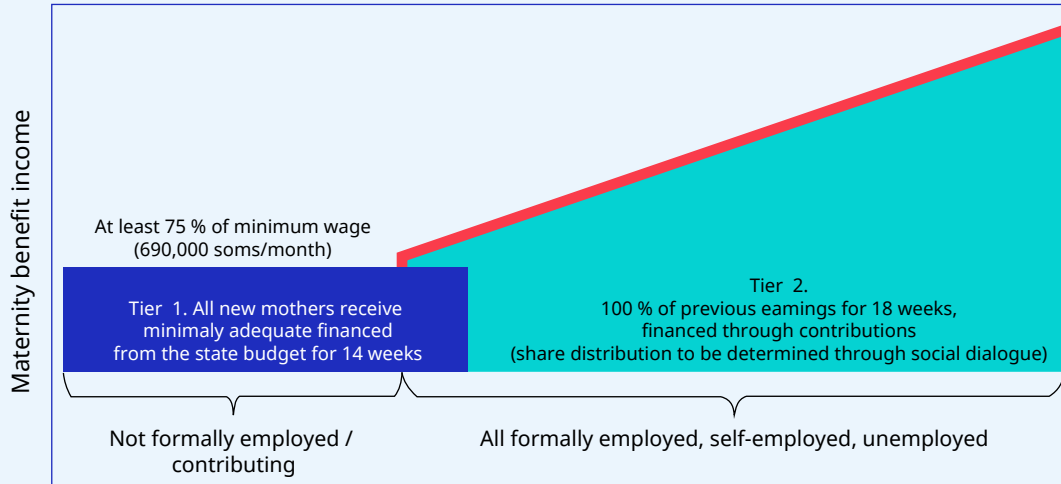 Maternity benefit income
At least 75 % of minimum wage
(690,000 soms/month)
Tier 1. All new mothers receive
minimaly adequate financed
from the state budget for 14 weeks
Tier 2.
100 % of previous eamings for 18 weeks,
financed through contributions
(share distribution to be determined through social dialogue)
Not formally employed /
contributing
All formally employed, self-employed, unemployed